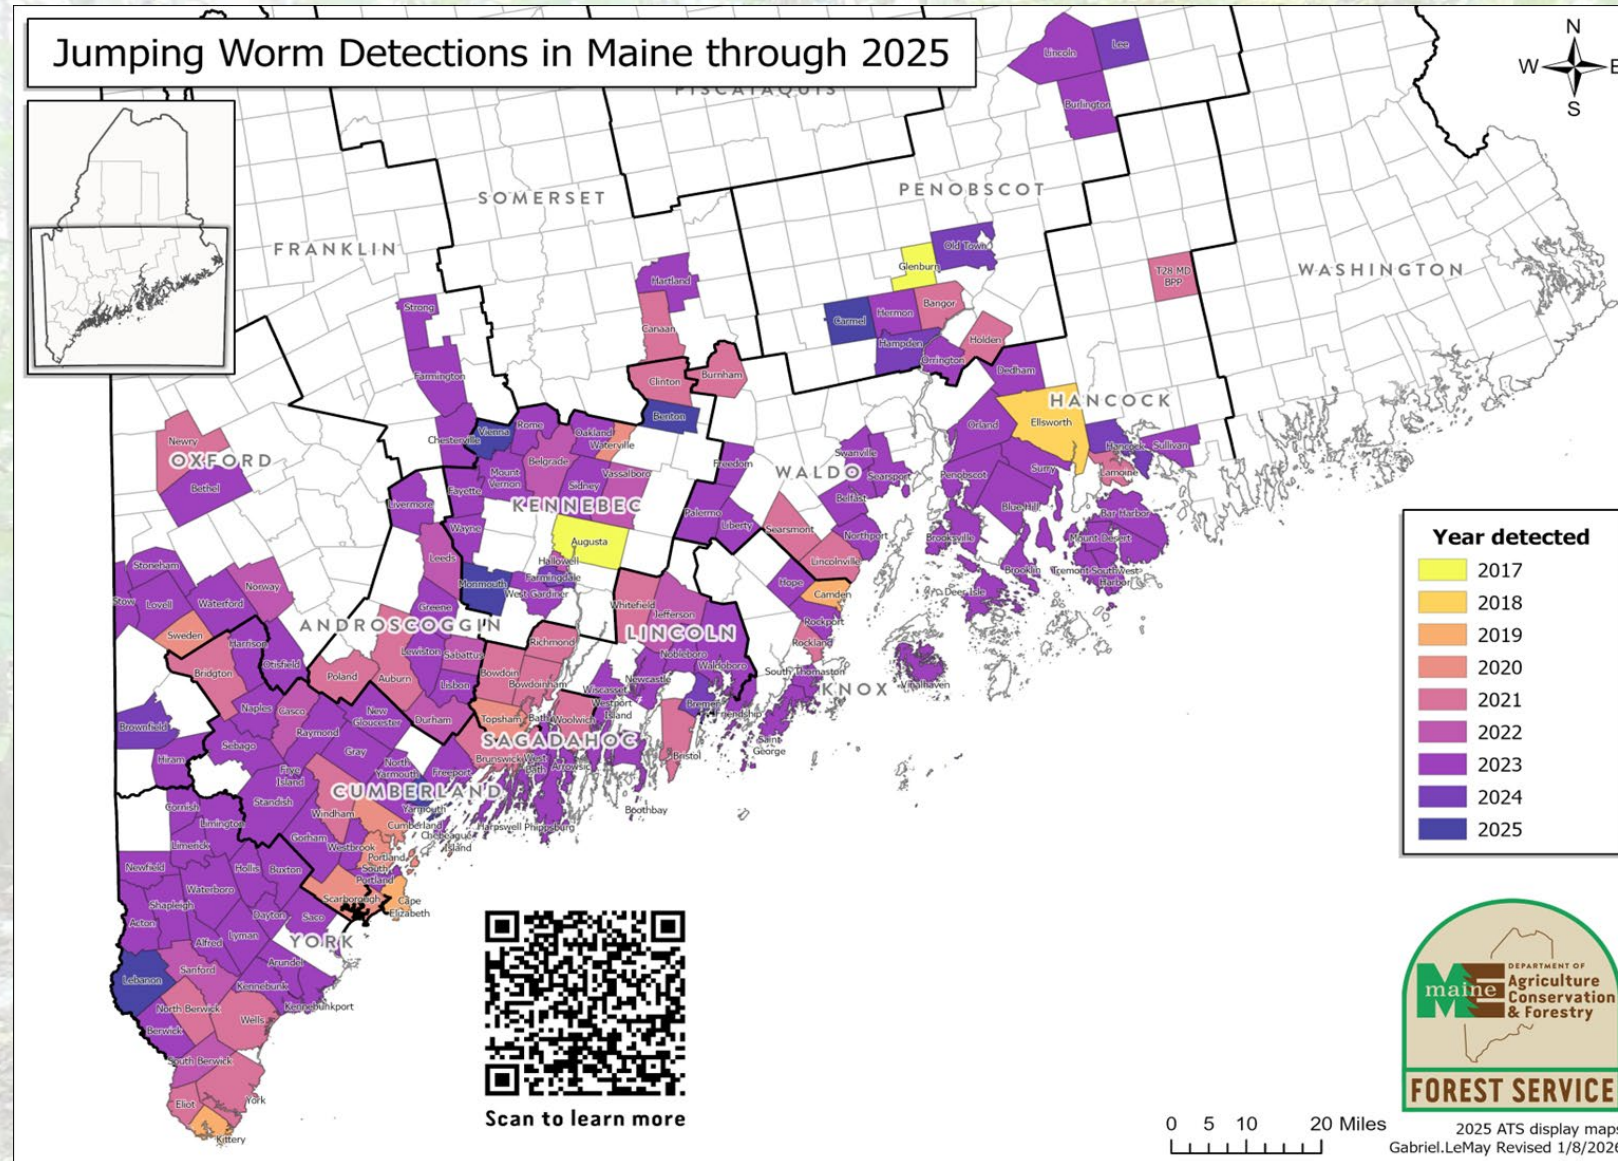 Jumping Worm Detections in Maine through 2025
N
W
E
S
PISCATAQUIS
SOMERSET
FRANKLIN
PENOBSCOT
WASHINGTON
OXFORD
KENNEBEC
WALDO
HANCOCK
ANDROSCOGGIN
LINCOLN
KNOX
SAGADAHOC
CUMBERLAND
YORK
Lincoln
Lee
Burlington
Old Town
Glenburn
T28 MD
BPP
Hartland
Strong
Carmel
Hermon
Bangor
Canaan
Hampden
Orrington
Holden
Farmington
Clinton
Burnham
Dedham
Benton
Ellsworth
Orland
Newry
Chesterville
Vienna
Rome
Oakland
Waterville
Hancock
Sullivan
Bethel
Belgrade
Mount
Vernon
Vassalboro
Sidney
Freedom
Swanville
Searsport
Penobscot
Surry
Lamoine
Livermore
Fayette
Wayne
Palermo
Liberty
Belfast
Blue Hill
Bar Harbor
Searsmont
Northport
Brooksville
Mount Desert
Augusta
Hallowell
Farmingdale
West Gardiner
Lincolnville
Brooklin
Tremont
Southwest
Harbor
Deer Isle
Stoneham
Leeds
Monmouth
Hope
Camden
Stow
Lovell
Waterford
Norway
Greene
Whitefield
Jefferson
Rockport
Rockland
Sweden
Harrison
Otisfield
Lewiston
Sabattus
Richmond
Nobleboro
Waldoboro
Bridgton
Poland
Auburn
Lisbon
Bowdoin
Bowdoinham
Wiscasset
Newcastle
South Thomaston
Vinalhaven
Westport
Island
Bremen
Friendship
Naples
Casco
New
Gloucester
Durham
Topsham
Bath
Woolwich
Brownfield
Raymond
Sebago
Gray
Saint
George
Hiram
Frye
Island
North
Yarmouth
Freeport
Brunswick
West
Bath
Arrowsic
Bristol
Standish
Windham
Yarmouth
Cumberland
Chebeague
Island
Harpswell
Phippsburg
Boothbay
Cornish
Limington
Limerick
Gorham
Westbrook
Portland
South
Portland
Newfield
Hollis
Buxton
Waterboro
Scarborough
Cape
Elizabeth
Shapleigh
Acton
Dayton
Saco
Alfred
Lyman
Arundel
Lebanon
Sanford
Kennebunk
Kennebunkport
North Berwick
Wells
Berwick
South Berwick
Eliot
York
Kittery
Year detected
2017
2018
2019
2020
2021
2022
2023
2024
2025
Scan to learn more
maine
DEPARTMENT OF
Agriculture
Conservation
& Forestry
FOREST SERVICE
0 5 10 20 Miles
2025 ATS display maps
Gabriel.LeMay Revised 1/8/2026